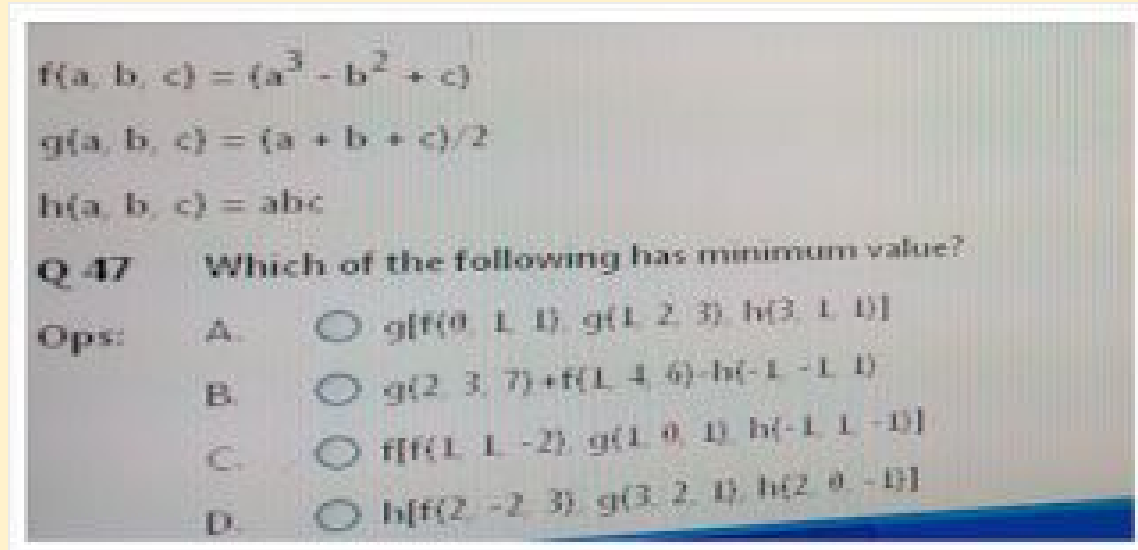 f(a, b, c) = (a³ - b² + c)
g(a, b, c) = (a + b + c)/2
h(a, b, c) = abc
Q 47 Which of the following has minimum value?
Ops: A. g[f(0, 1, 1), g(1, 2, 3), h(3, 1, 1)]
B. g(2, 3, 7)+f(1, 4, 6)-h(-1, -1, 1)
C. f[f(1, 1, -2), g(1, 0, 1), h(-1, 1, -1)]
D. h[f(2, -2, 3), g(3, 2, 1), h(2, 0, -1)]